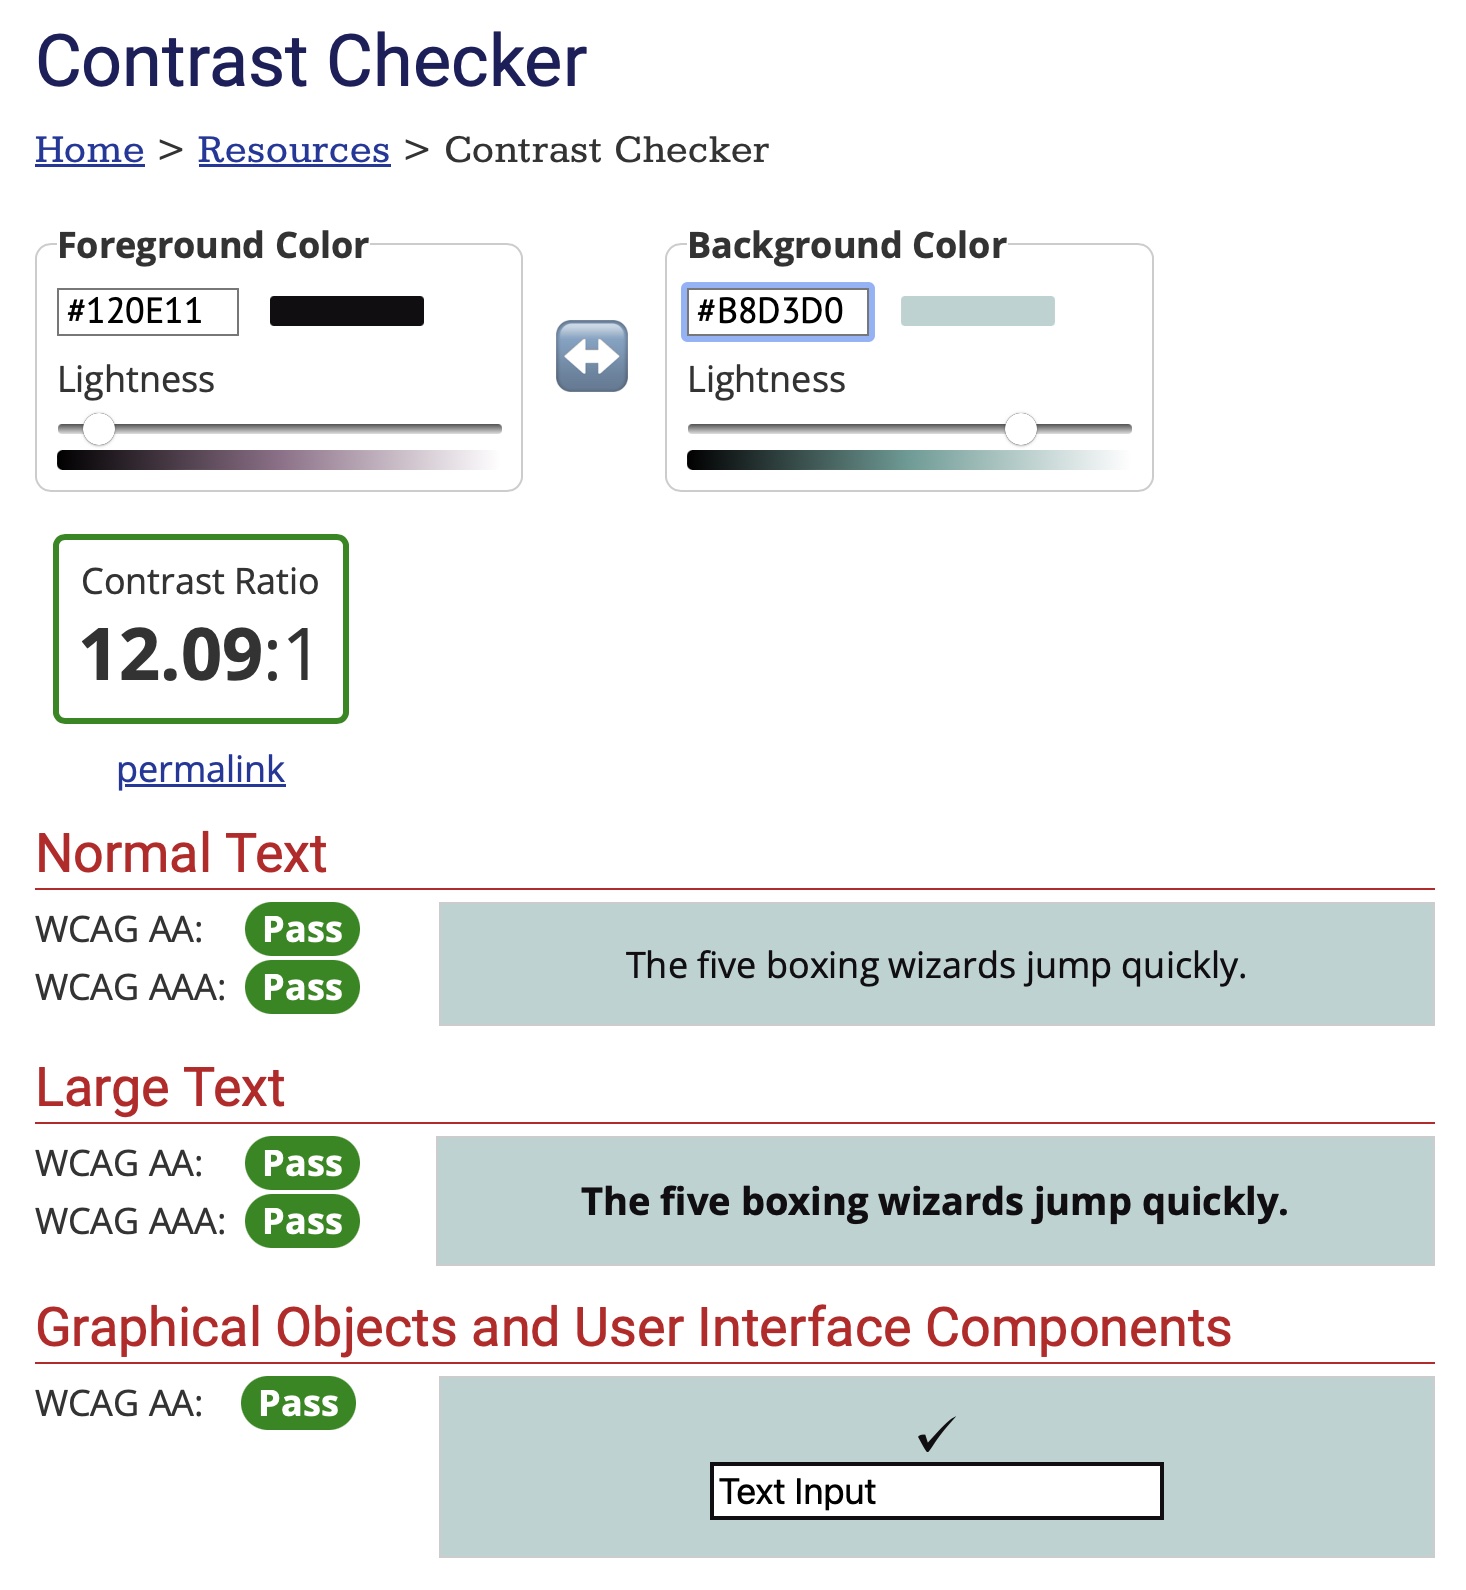 Contrast Checker
Home > Resources > Contrast Checker
Foreground Color
#120E11
Lightness
Background Color
#B8D3D0
Lightness
Contrast Ratio
12.09:1
permalink
Normal Text
WCAG AA: Pass
WCAG AAA: Pass
The five boxing wizards jump quickly.
Large Text
WCAG AA: Pass
WCAG AAA: Pass
The five boxing wizards jump quickly.
Graphical Objects and User Interface Components
WCAG AA: Pass
✓
Text Input